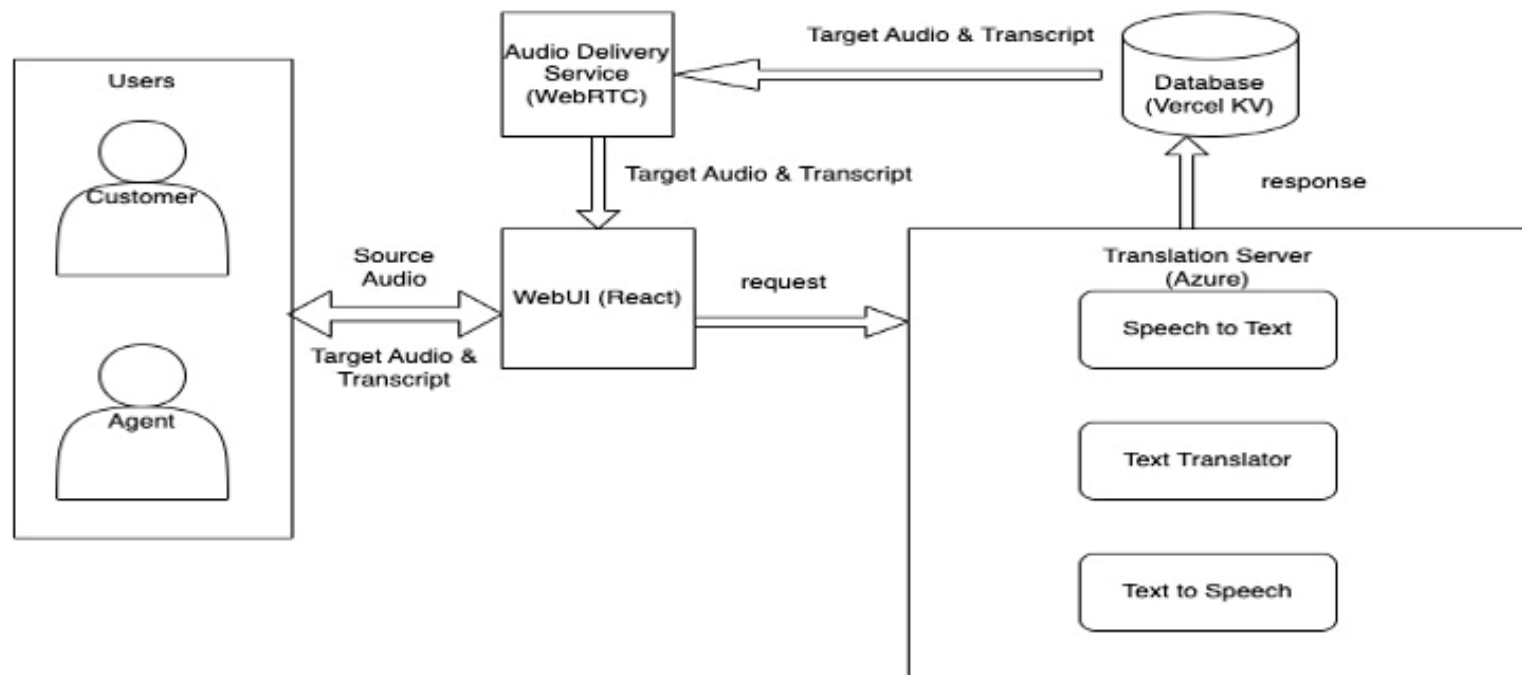 Users
Customer
Agent
Source
Audio
Target Audio &
Transcript
Audio Delivery
Service
(WebRTC)
Target Audio & Transcript
WebUI (React)
request
Target Audio & Transcript
Database
(Vercel KV)
response
Translation Server
(Azure)
Speech to Text
Text Translator
Text to Speech